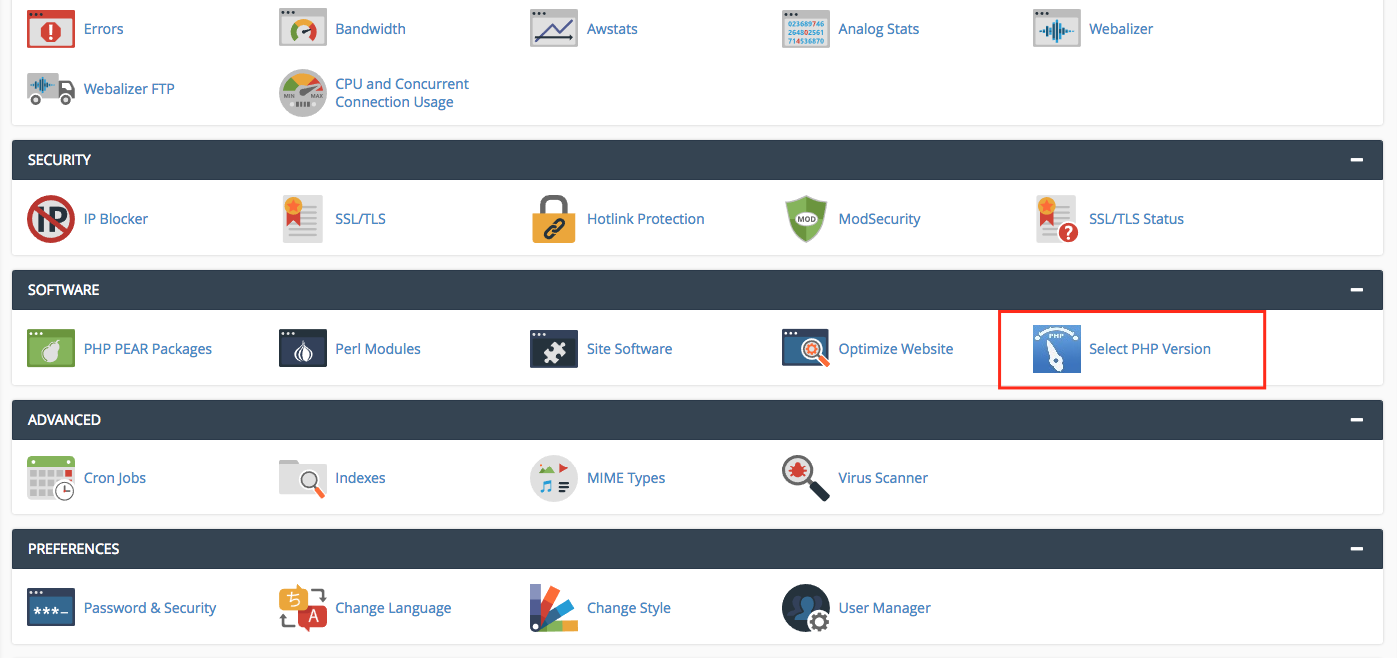 Errors
Bandwidth
Awstats
023689746
264802561
714536870
Analog Stats
Webalizer
Webalizer FTP
MIN MAX
CPU and Concurrent
Connection Usage
SECURITY
IP
IP Blocker
SSL/TLS
Hotlink Protection
MOD
ModSecurity
?
SSL/TLS Status
SOFTWARE
PHP PEAR Packages
Perl Modules
Site Software
Optimize Website
PHP
Select PHP Version
ADVANCED
Cron Jobs
Indexes
MIME Types
Virus Scanner
PREFERENCES
***_
Password & Security
ち
A
Change Language
Change Style
User Manager